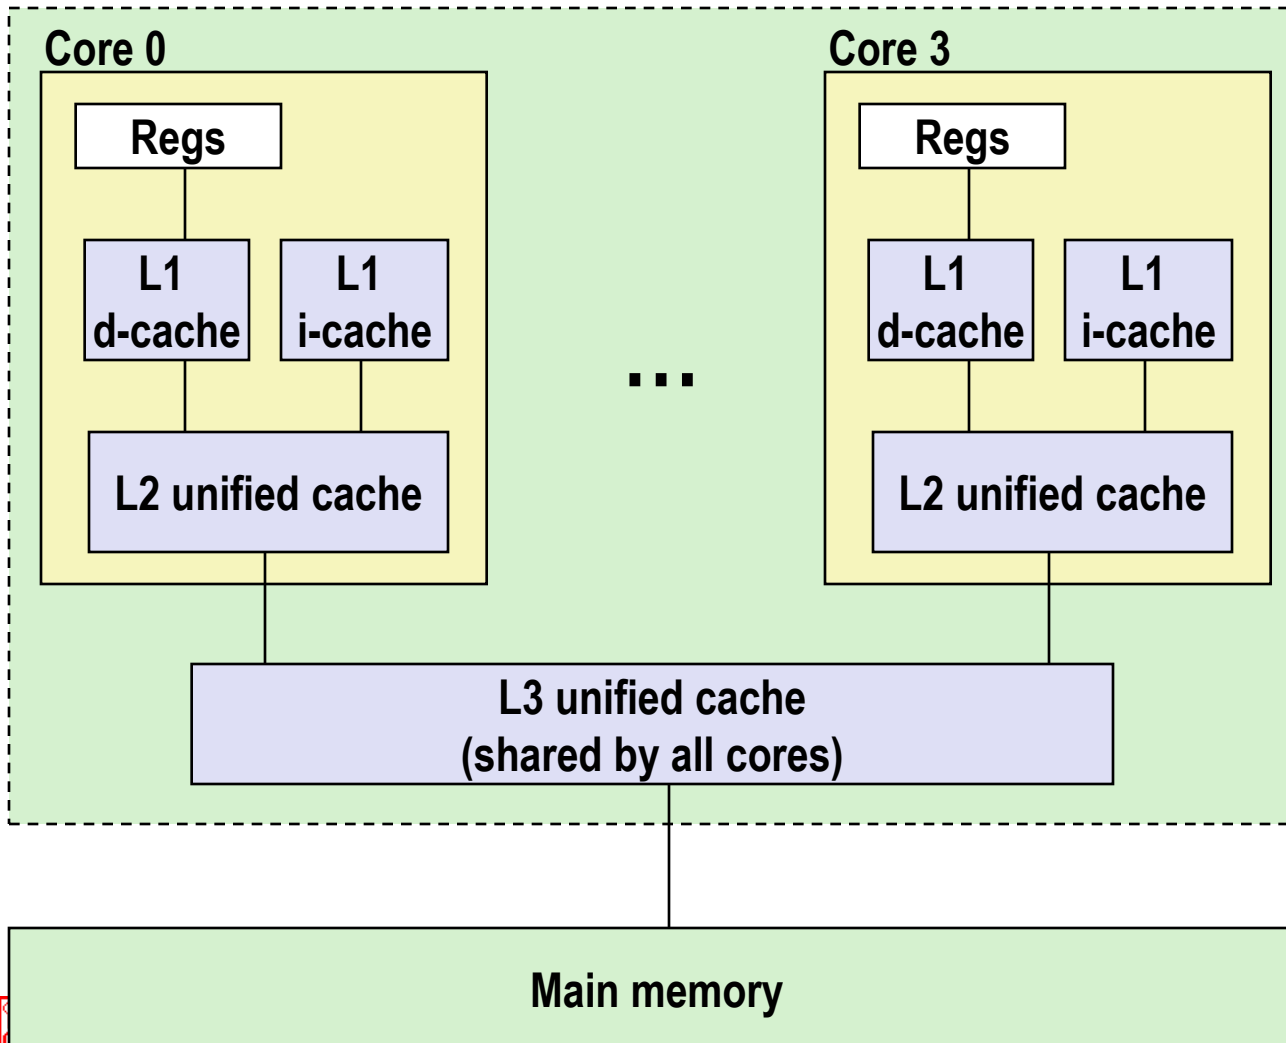 Core 0
Regs
L1
d-cache
L1
i-cache
L2 unified cache
...
Core 3
Regs
L1
d-cache
L1
i-cache
L2 unified cache
L3 unified cache
(shared by all cores)
Main memory